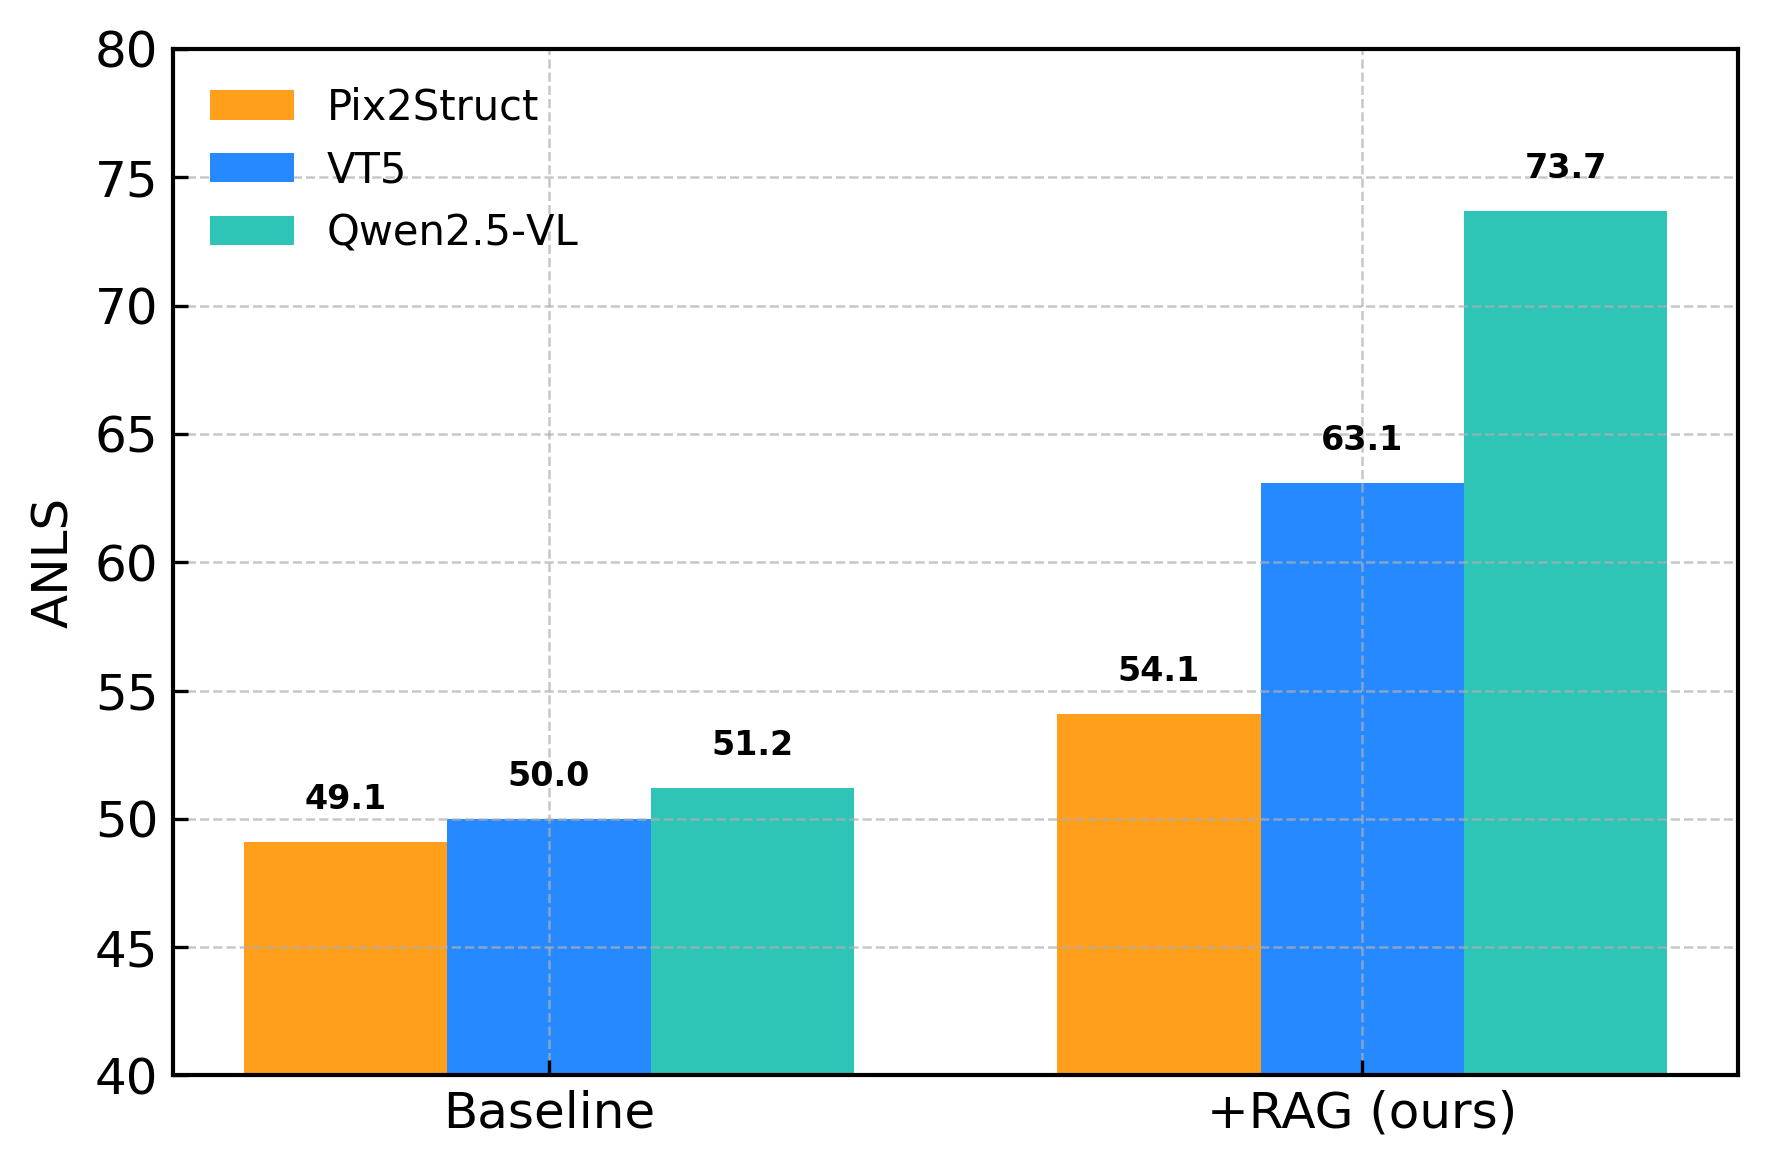 80
75
70
65
60
55
50
45
40
ANLS
Pix2Struct
VT5
Qwen2.5-VL
49.1
50.0
51.2
54.1
63.1
73.7
Baseline
+RAG (ours)